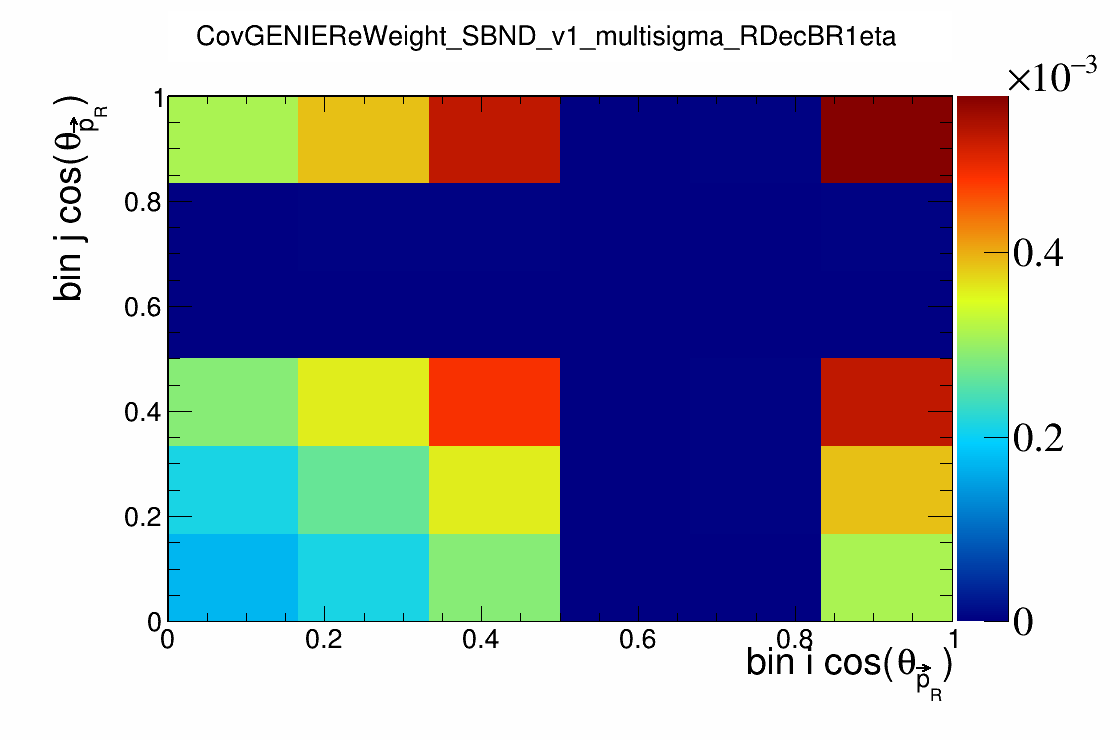 CovGENIEReWeight_SBND_v1_multisigma_RDecBR1eta
×10⁻³
bin j cos(θ_p⃗_R)
1
0.8
0.6
0.4
0.2
0
0 0.2 0.4 0.6 0.8 1
bin i cos(θ_p⃗_R)
0.4
0.2
0